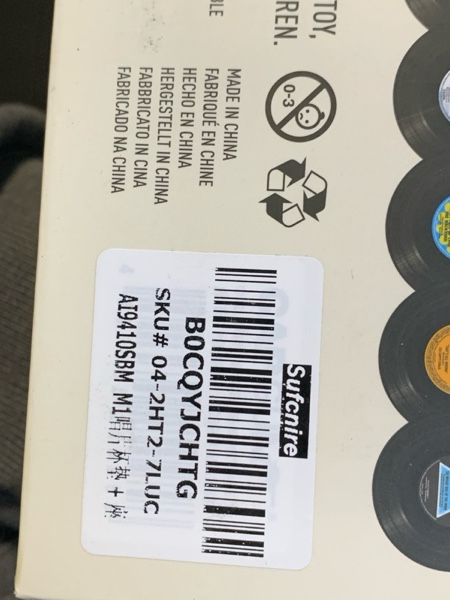 TOY,
REN.
BLE
0-3
MADE IN CHINA
FABRIQUÉ EN CHINE
HECHO EN CHINA
HERGESTELLT IN CHINA
FABBRICATO IN CINA
FABRICADO NA CHINA
Sufcnire
B0CQYJCHTG
SKU# 04-2HT2-7LUC
AI9410SBM M1唱片杯垫+座